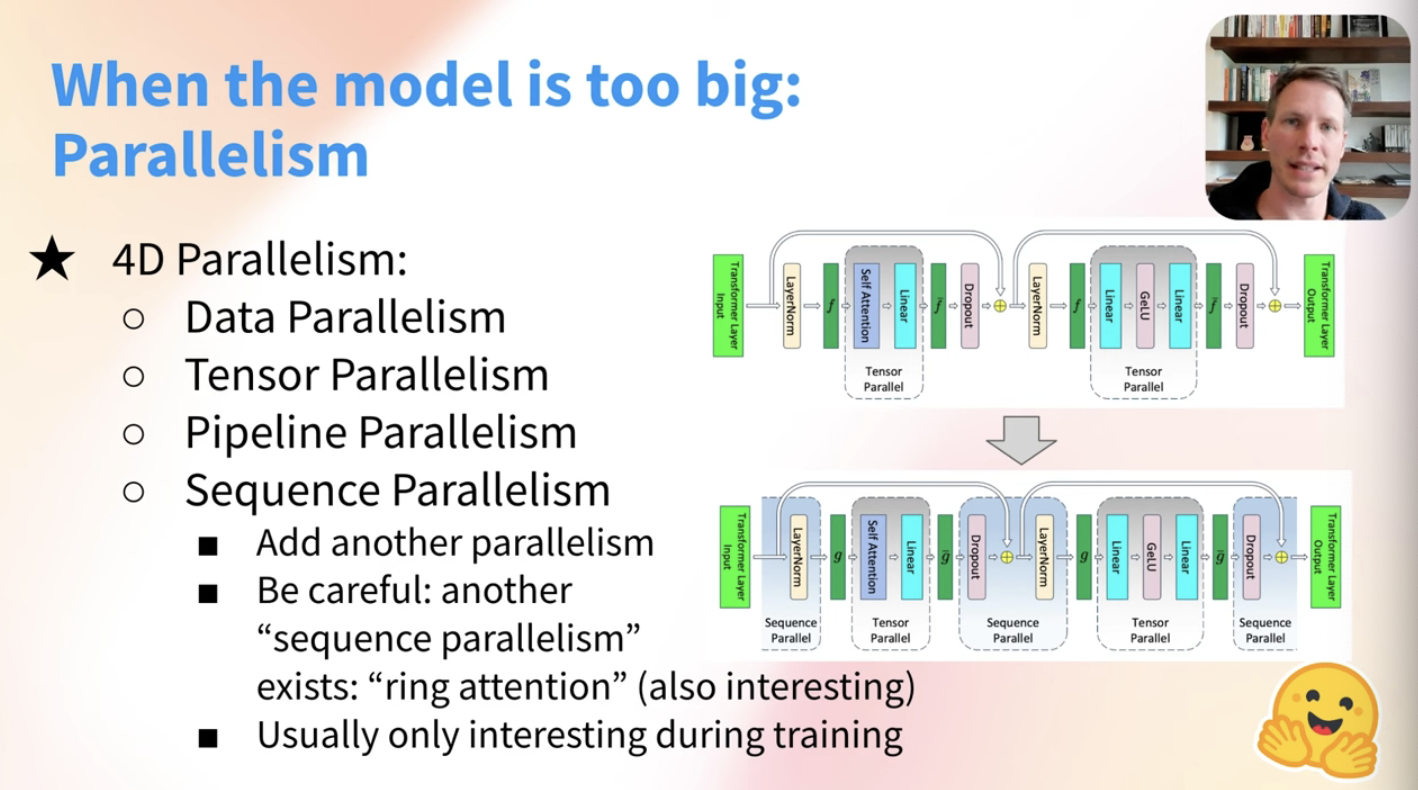 When the model is too big:
Parallelism
★ 4D Parallelism:
○ Data Parallelism
○ Tensor Parallelism
○ Pipeline Parallelism
○ Sequence Parallelism
■ Add another parallelism
■ Be careful: another
“sequence parallelism”
exists: “ring attention” (also interesting)
■ Usually only interesting during training
Transformer Layer
Input
LayerNorm
f
Self Attention
Linear
f̄
Dropout
LayerNorm
f
Linear
GeLU
Linear
f̄
Dropout
Transformer Layer
Output
Tensor
Parallel
Tensor
Parallel
Transformer Layer
Input
LayerNorm
g
Self Attention
Linear
ḡ
Dropout
LayerNorm
g
Linear
GeLU
Linear
ḡ
Dropout
Transformer Layer
Output
Sequence
Parallel
Tensor
Parallel
Sequence
Parallel
Tensor
Parallel
Sequence
Parallel